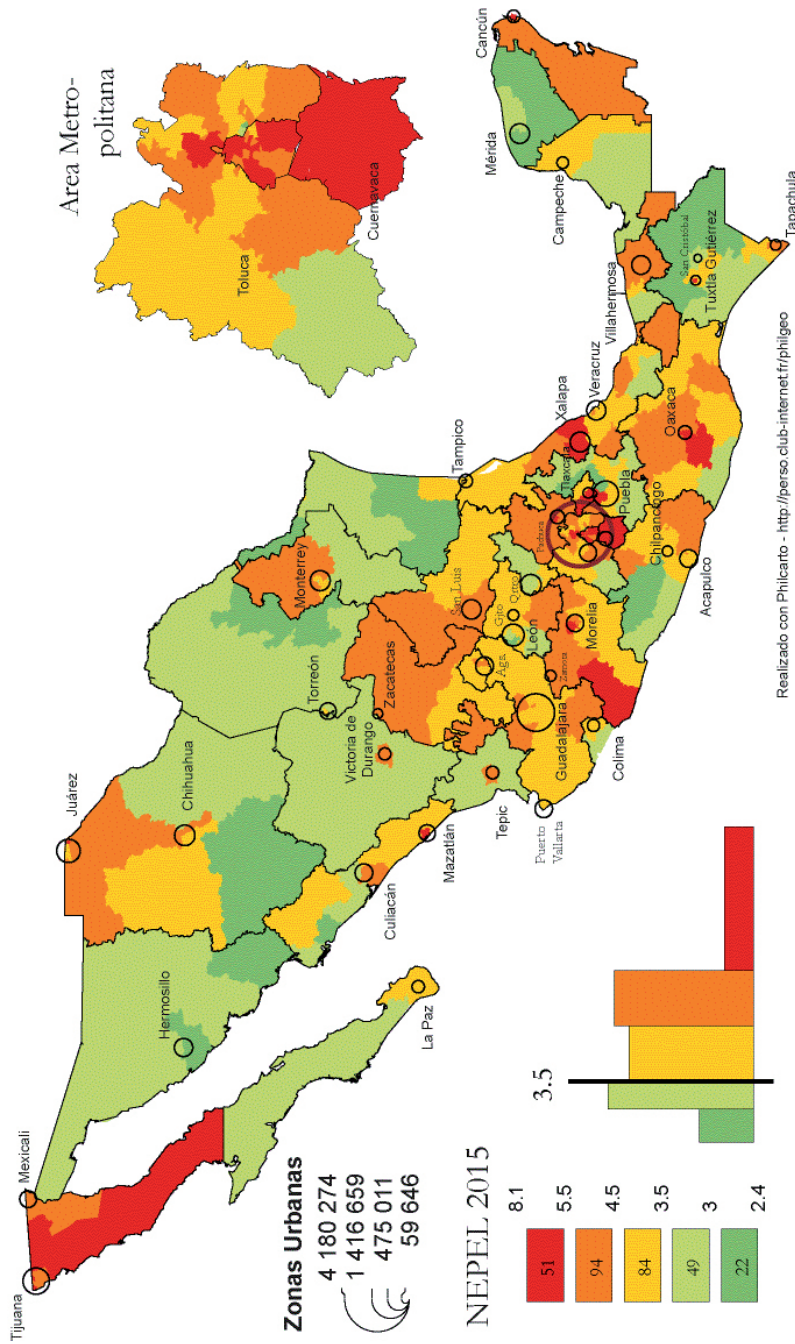 Tijuana
Mexicali
Hermosillo
Juárez
Chihuahua
La Paz
Culiacán
Mazatlán
Torreón
Victoria de
Durango
Zacatecas
Monterrey
Tepic
Puerto
Vallarta
Guadalajara
Colima
Ags
San Luis
Gjto
Qtro
León
Zamora
Morelia
Tampico
Pachuca
Tlaxcala
Puebla
Xalapa
Veracruz
Chilpancingo
Acapulco
Oaxaca
Villahermosa
San Cristóbal
Tuxtla Gutiérrez
Tapachula
Campeche
Mérida
Cancún
Area Metro-
politana
Toluca
Cuernavaca
Zonas Urbanas
4 180 274
1 416 659
475 011
59 646
NEPEL 2015
8.1
51
5.5
94
4.5
84
3.5
49
3
22
2.4
3.5
Realizado con Philcarto - http://perso.club-internet.fr/philgeo